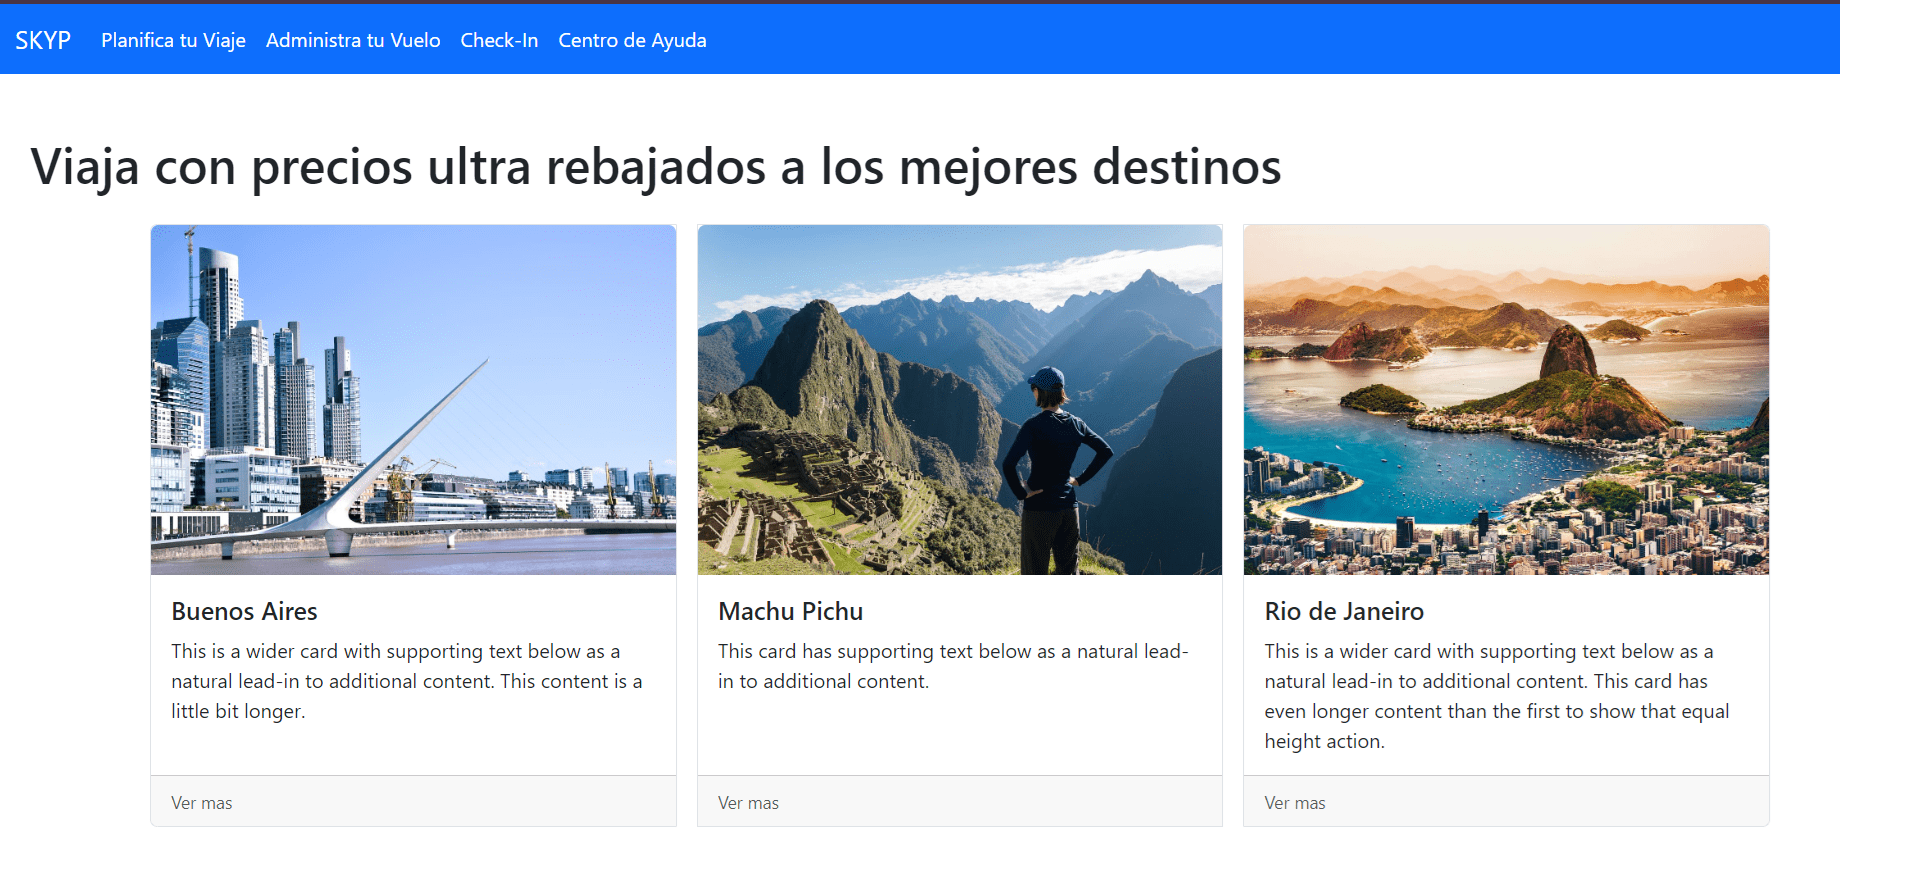 SKYP Planifica tu Viaje Administra tu Vuelo Check-In Centro de Ayuda
Viaja con precios ultra rebajados a los mejores destinos
Buenos Aires
This is a wider card with supporting text below as a
natural lead-in to additional content. This content is a
little bit longer.
Ver mas
Machu Pichu
This card has supporting text below as a natural lead-
in to additional content.
Ver mas
Rio de Janeiro
This is a wider card with supporting text below as a
natural lead-in to additional content. This card has
even longer content than the first to show that equal
height action.
Ver mas